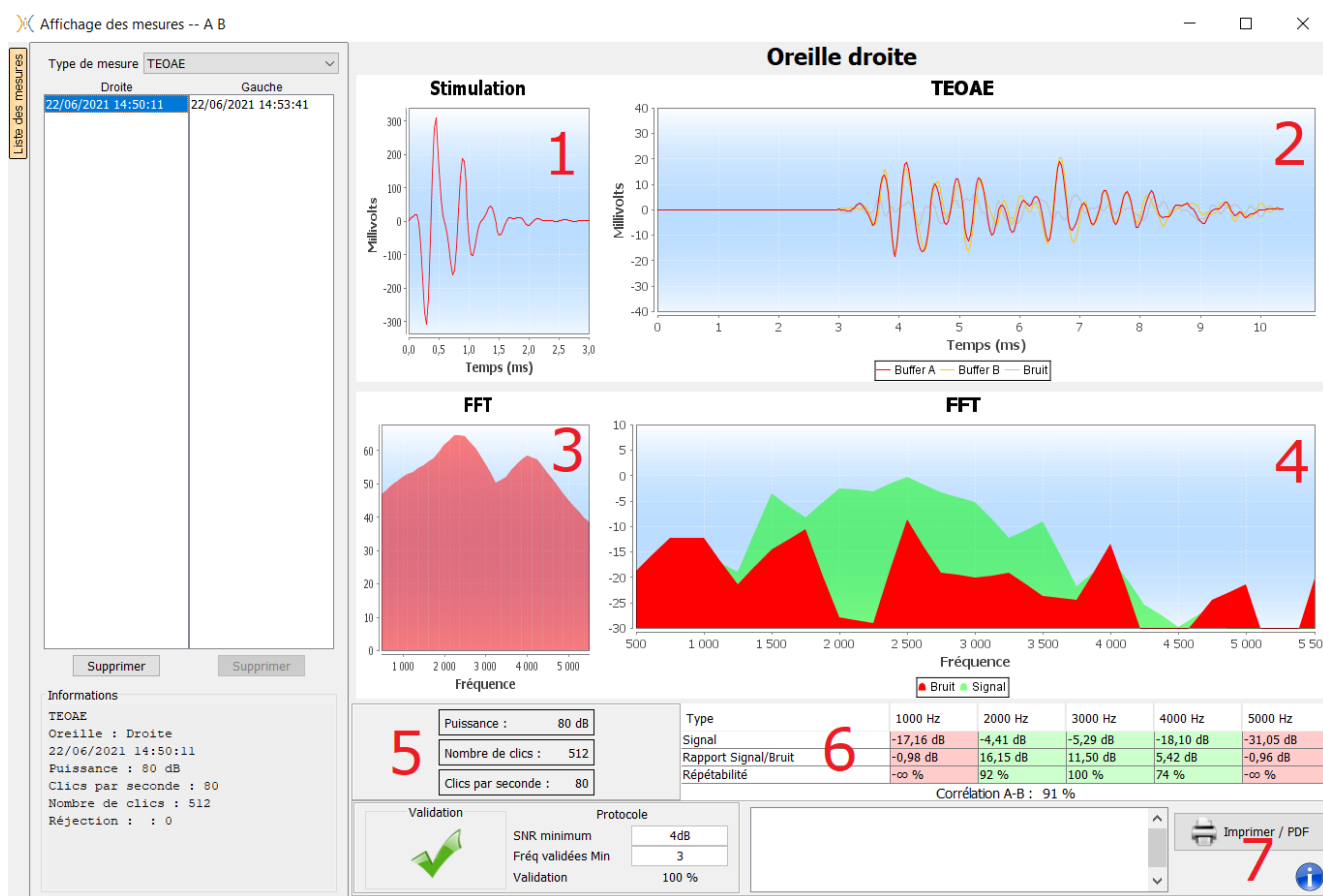 Affichage des mesures -- A B
Liste des mesures
Type de mesure TEOAE
Droite Gauche
22/06/2021 14:50:11 22/06/2021 14:53:41
Supprimer Supprimer
Informations
TEOAE
Oreille : Droite
22/06/2021 14:50:11
Puissance : 80 dB
Clics par seconde : 80
Nombre de clics : 512
Réjection : : 0
Oreille droite
Stimulation
300
200
100
0
-100
-200
-300
Millivolts
0,0 0,5 1,0 1,5 2,0 2,5 3,0
Temps (ms)
1
TEOAE
40
30
20
10
0
-10
-20
-30
-40
Millivolts
0 1 2 3 4 5 6 7 8 9 10
Temps (ms)
Buffer A Buffer B Bruit
2
FFT
60
50
40
30
20
10
0
1 000 2 000 3 000 4 000 5 000
Fréquence
3
FFT
10
5
0
-5
-10
-15
-20
-25
-30
500 1 000 1 500 2 000 2 500 3 000 3 500 4 000 4 500 5 000 5 50
Fréquence
Bruit Signal
4
5
Puissance : 80 dB
Nombre de clics : 512
Clics par seconde : 80
Type 1000 Hz 2000 Hz 3000 Hz 4000 Hz 5000 Hz
Signal -17,16 dB -4,41 dB -5,29 dB -18,10 dB -31,05 dB
Rapport Signal/Bruit -0,98 dB 16,15 dB 11,50 dB 5,42 dB -0,96 dB
Répétabilité -∞ % 92 % 100 % 74 % -∞ %
6
Corrélation A-B : 91 %
Validation
Protocole
SNR minimum 4dB
Fréq validées Min 3
Validation 100 %
Imprimer / PDF
7
i